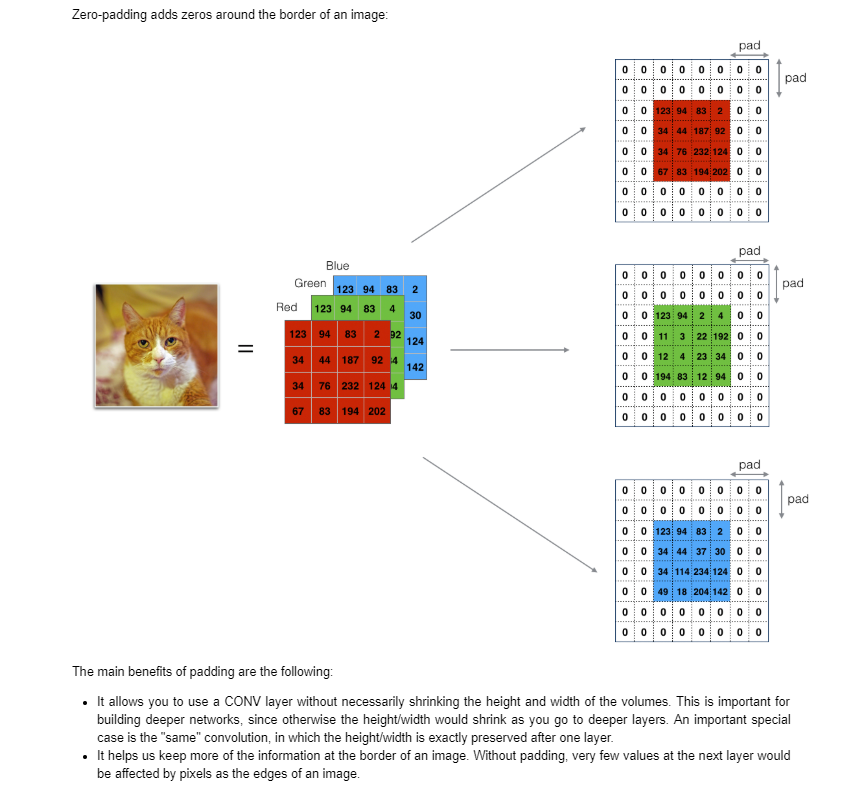 Zero-padding adds zeros around the border of an image:
pad
pad
0 0 0 0 0 0 0 0
0 0 0 0 0 0 0 0
0 0 123 94 83 2 0 0
0 0 34 44 187 92 0 0
0 0 34 76 232 124 0 0
0 0 67 83 194 202 0 0
0 0 0 0 0 0 0 0
0 0 0 0 0 0 0 0
Blue
123 94 83 2
30
124
142
Green
123 94 83 4
92
Red
123 94 83 2
34 44 187 92
34 76 232 124
67 83 194 202
=
pad
pad
0 0 0 0 0 0 0 0
0 0 0 0 0 0 0 0
0 0 123 94 2 4 0 0
0 0 11 3 22 192 0 0
0 0 12 4 23 34 0 0
0 0 194 83 12 94 0 0
0 0 0 0 0 0 0 0
0 0 0 0 0 0 0 0
pad
pad
0 0 0 0 0 0 0 0
0 0 0 0 0 0 0 0
0 0 123 94 83 2 0 0
0 0 34 44 37 30 0 0
0 0 34 114 234 124 0 0
0 0 49 18 204 142 0 0
0 0 0 0 0 0 0 0
0 0 0 0 0 0 0 0
The main benefits of padding are the following:
• It allows you to use a CONV layer without necessarily shrinking the height and width of the volumes. This is important for
building deeper networks, since otherwise the height/width would shrink as you go to deeper layers. An important special
case is the "same" convolution, in which the height/width is exactly preserved after one layer.
• It helps us keep more of the information at the border of an image. Without padding, very few values at the next layer would
be affected by pixels as the edges of an image.